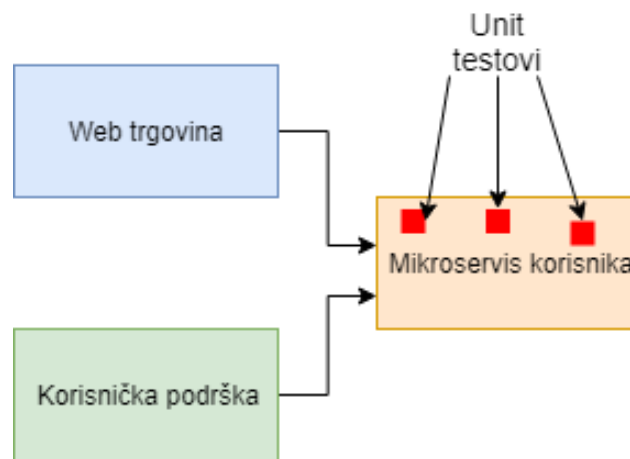 Unit
testovi
Web trgovina
Mikroservis korisnika
Korisnička podrška